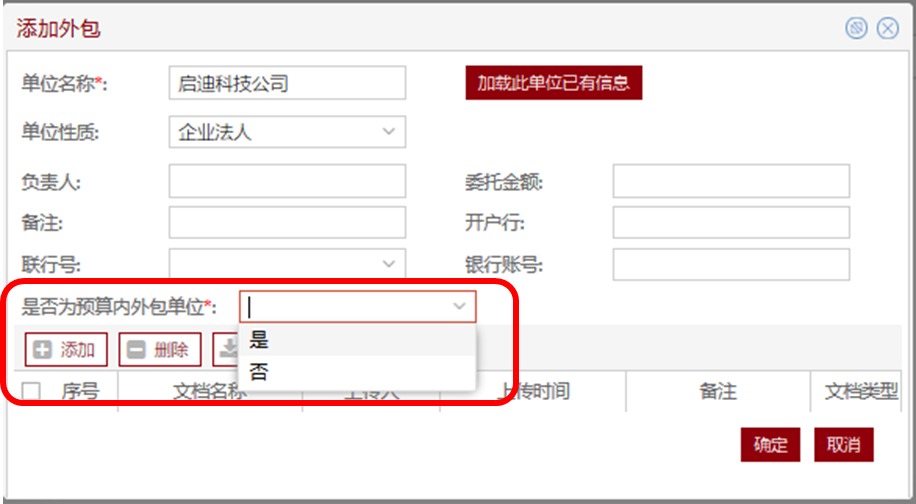 添加外包
单位名称*: 启迪科技公司 加载此单位已有信息
单位性质: 企业法人
负责人: 委托金额:
备注: 开户行:
联行号: 银行账号:
是否为预算内外包单位*:
是
添加 删除
否
序号 文档名称 上传人 上传时间 备注 文档类型
确定 取消